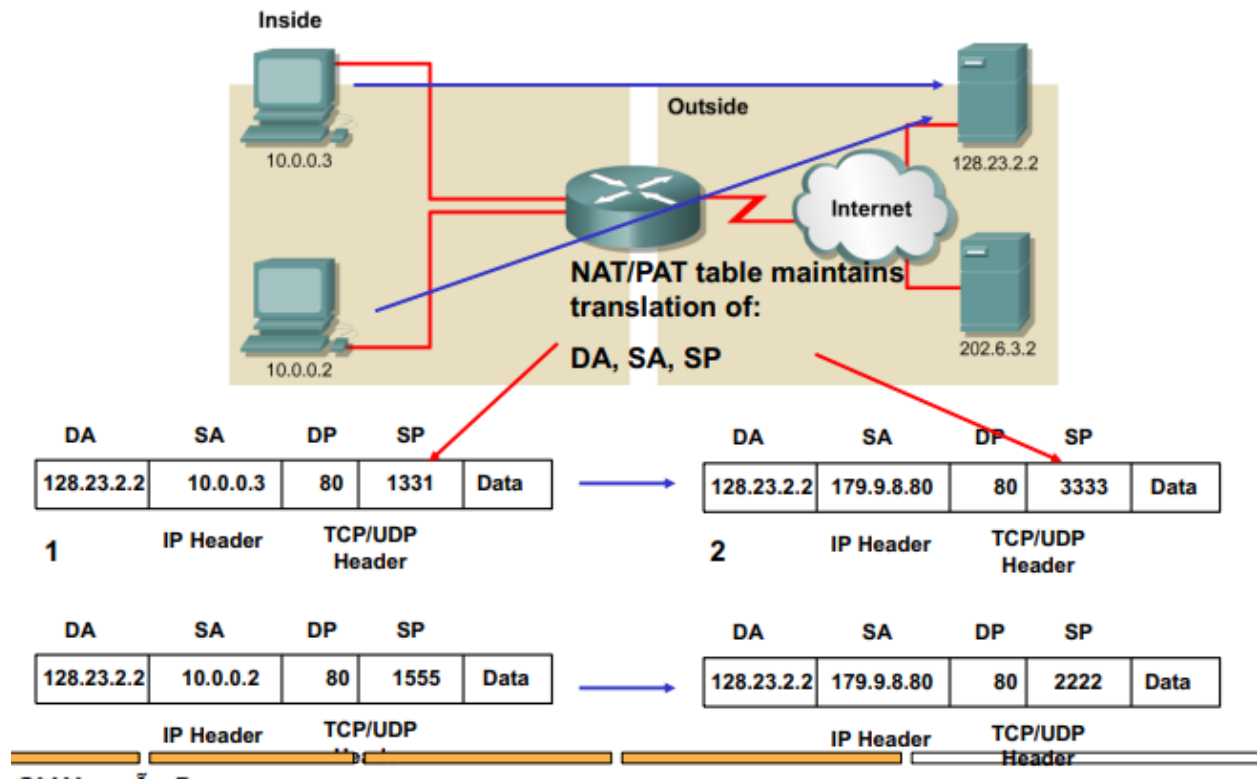 Inside
Outside
10.0.0.3
128.23.2.2
Internet
NAT/PAT table maintains
translation of:
DA, SA, SP
10.0.0.2
202.6.3.2
DA SA DP SP
128.23.2.2 10.0.0.3 80 1331 Data
IP Header TCP/UDP
Header
1
DA SA DP SP
128.23.2.2 179.9.8.80 80 3333 Data
IP Header TCP/UDP
Header
2
DA SA DP SP
128.23.2.2 10.0.0.2 80 1555 Data
IP Header TCP/UDP
Header
DA SA DP SP
128.23.2.2 179.9.8.80 80 2222 Data
IP Header TCP/UDP
Header